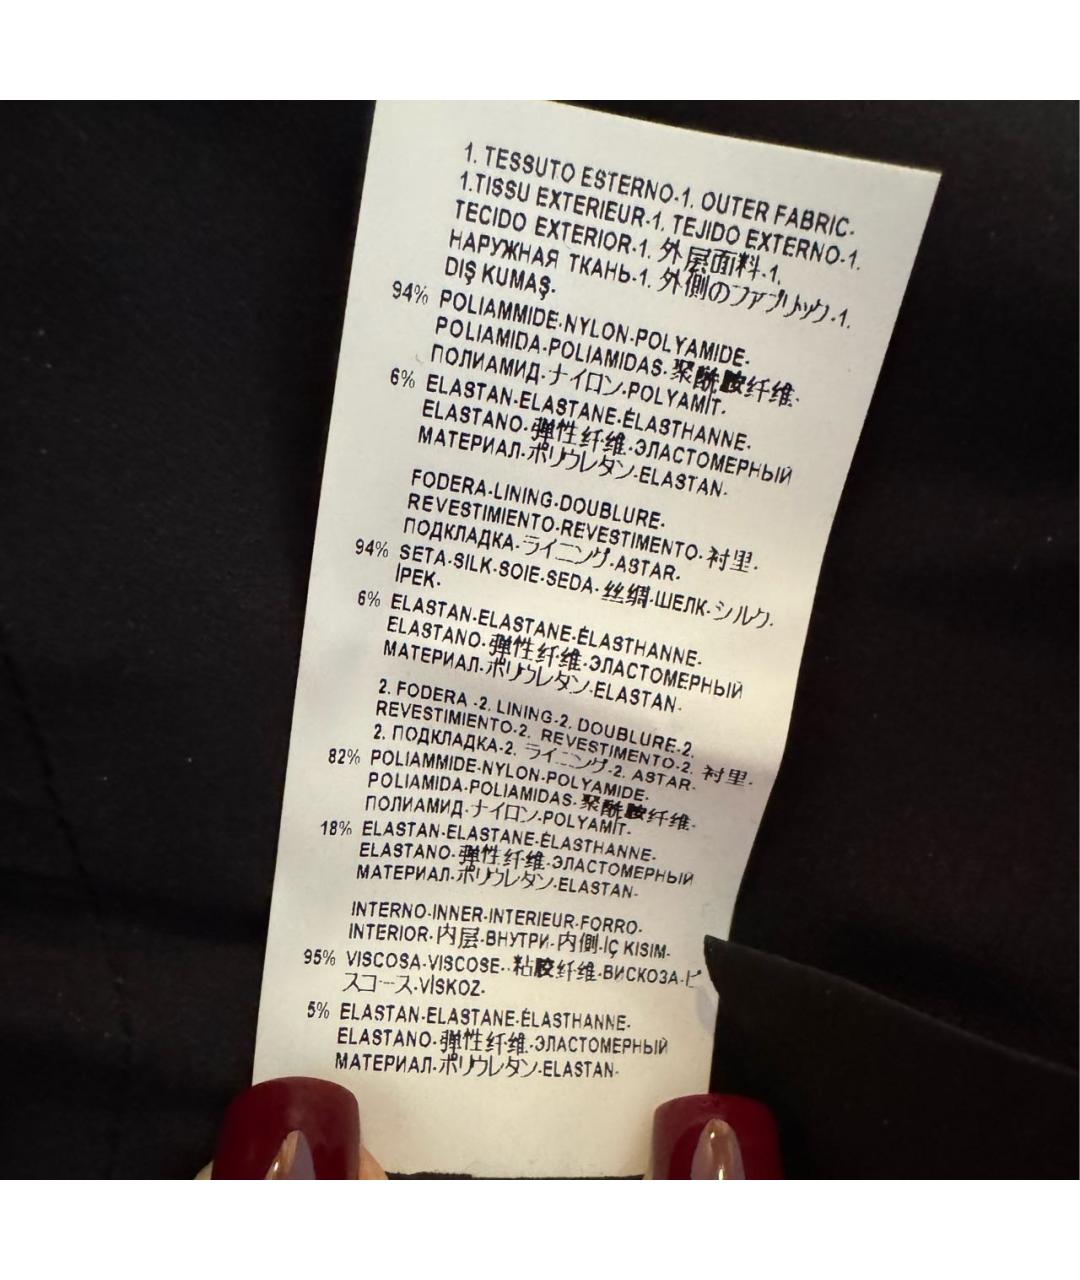 1. TESSUTO ESTERNO-1. OUTER FABRIC-
1.TISSU EXTERIEUR-1. TEJIDO EXTERNO-1.
TECIDO EXTERIOR-1. 外层面料-1.
НАРУЖНАЯ ТКАНЬ-1. 外側のファブリック-1.
DIŞ KUMAŞ-
94% POLIAMMIDE-NYLON-POLYAMIDE-
POLIAMIDA-POLIAMIDAS-聚酰胺纤维-
ПОЛИАМИД-ナイロン-POLYAMİT-
6% ELASTAN-ELASTANE-ÉLASTHANNE-
ELASTANO-弹性纤维-ЭЛАСТОМЕРНЫЙ
МАТЕРИАЛ-ポリウレタン-ELASTAN-
FODERA-LINING-DOUBLURE-
REVESTIMIENTO-REVESTIMENTO-衬里-
ПОДКЛАДКА-ライニング-ASTAR-
94% SETA-SILK-SOIE-SEDA-丝绸-ШЕЛК-シルク-
İPEK-
6% ELASTAN-ELASTANE-ÉLASTHANNE-
ELASTANO-弹性纤维-ЭЛАСТОМЕРНЫЙ
МАТЕРИАЛ-ポリウレタン-ELASTAN-
2. FODERA -2. LINING-2. DOUBLURE-2.
REVESTIMIENTO-2. REVESTIMENTO-2. 衬里-
2. ПОДКЛАДКА-2. ライニング-2. ASTAR-
82% POLIAMMIDE-NYLON-POLYAMIDE-
POLIAMIDA-POLIAMIDAS-聚酰胺纤维-
ПОЛИАМИД-ナイロン-POLYAMİT-
18% ELASTAN-ELASTANE-ÉLASTHANNE-
ELASTANO-弹性纤维-ЭЛАСТОМЕРНЫЙ
МАТЕРИАЛ-ポリウレタン-ELASTAN-
INTERNO-INNER-INTERIEUR-FORRO-
INTERIOR-内层-ВНУТРИ-内側-İÇ KISIM-
95% VISCOSA-VISCOSE--粘胶纤维-ВИСКОЗА-ビ
スコース-VİSKOZ-
5% ELASTAN-ELASTANE-ÉLASTHANNE-
ELASTANO-弹性纤维-ЭЛАСТОМЕРНЫЙ
МАТЕРИАЛ-ポリウレタン-ELASTAN-